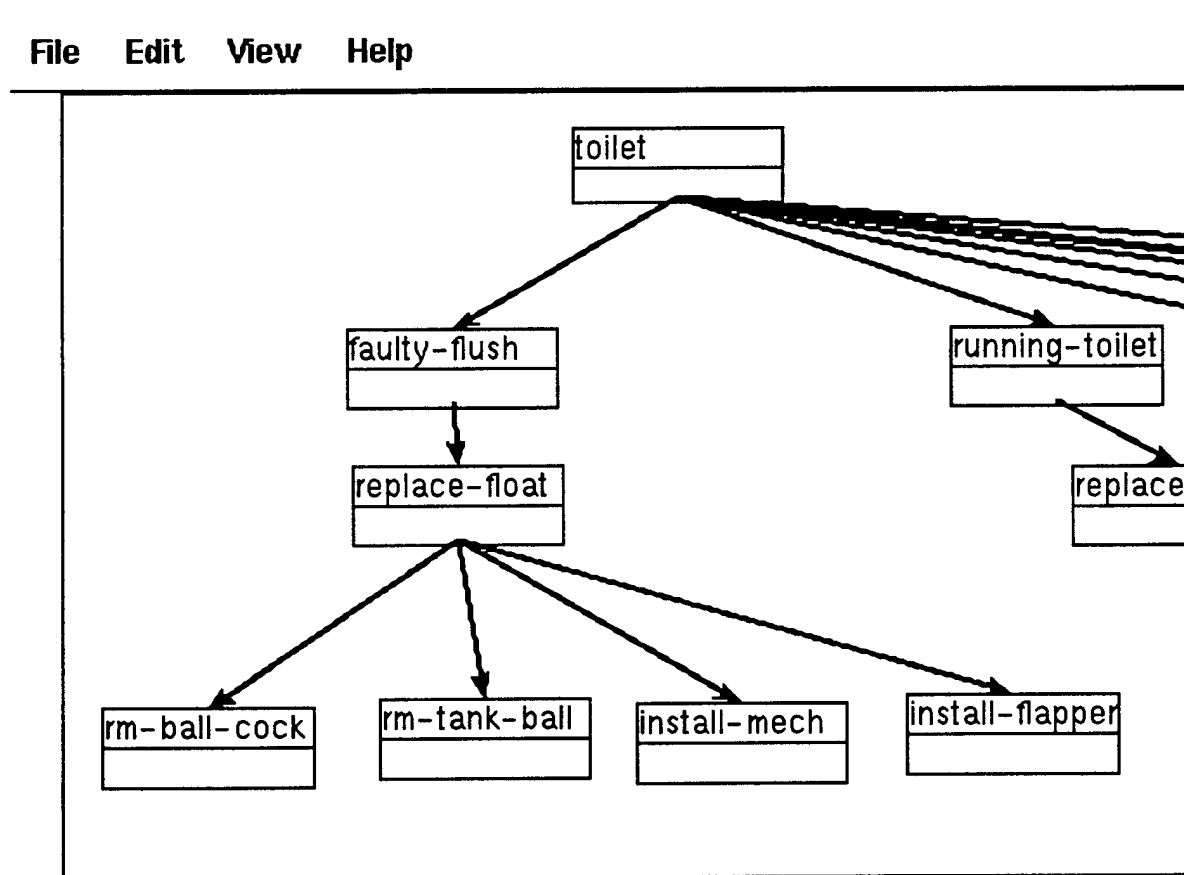 File Edit View Help
toilet
faulty-flush
running-toilet
replace-float
replace
rm-ball-cock
rm-tank-ball
install-mech
install-flapper